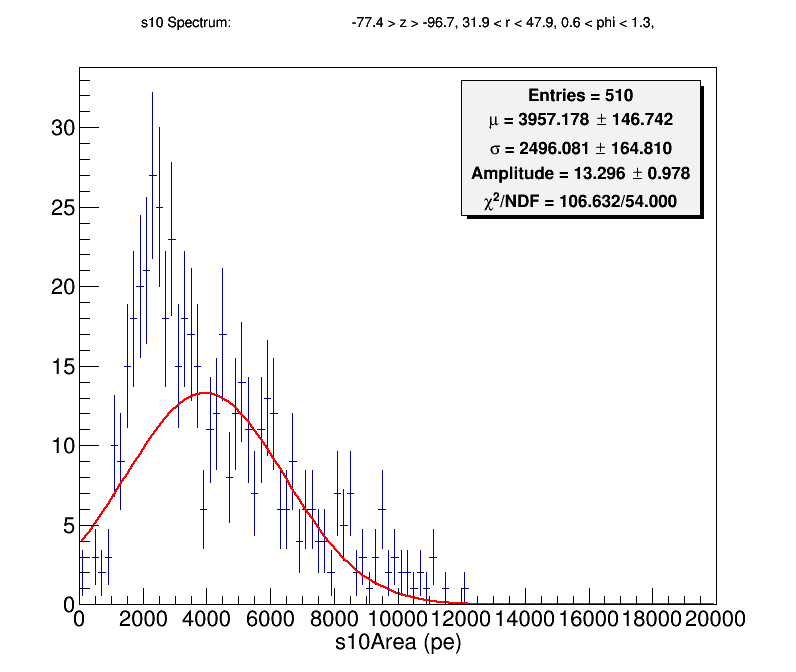 s10 Spectrum: -77.4 > z > -96.7, 31.9 < r < 47.9, 0.6 < phi < 1.3,
Entries = 510
μ = 3957.178 ± 146.742
σ = 2496.081 ± 164.810
Amplitude = 13.296 ± 0.978
χ²/NDF = 106.632/54.000
30
25
20
15
10
5
0
0 2000 4000 6000 8000 10000 12000 14000 16000 18000 20000
s10Area (pe)